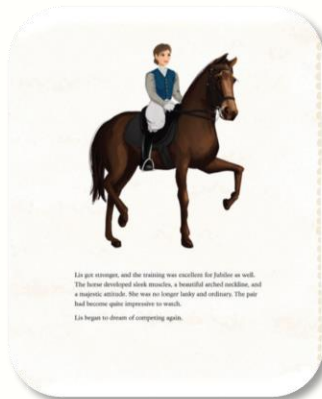 Lis got stronger, and the training was excellent for Jubilee as well.
The horse developed sleek muscles, a beautiful arched neckline, and
a majestic attitude. She was no longer lanky and ordinary. The pair
had become quite impressive to watch.
Lis began to dream of competing again.